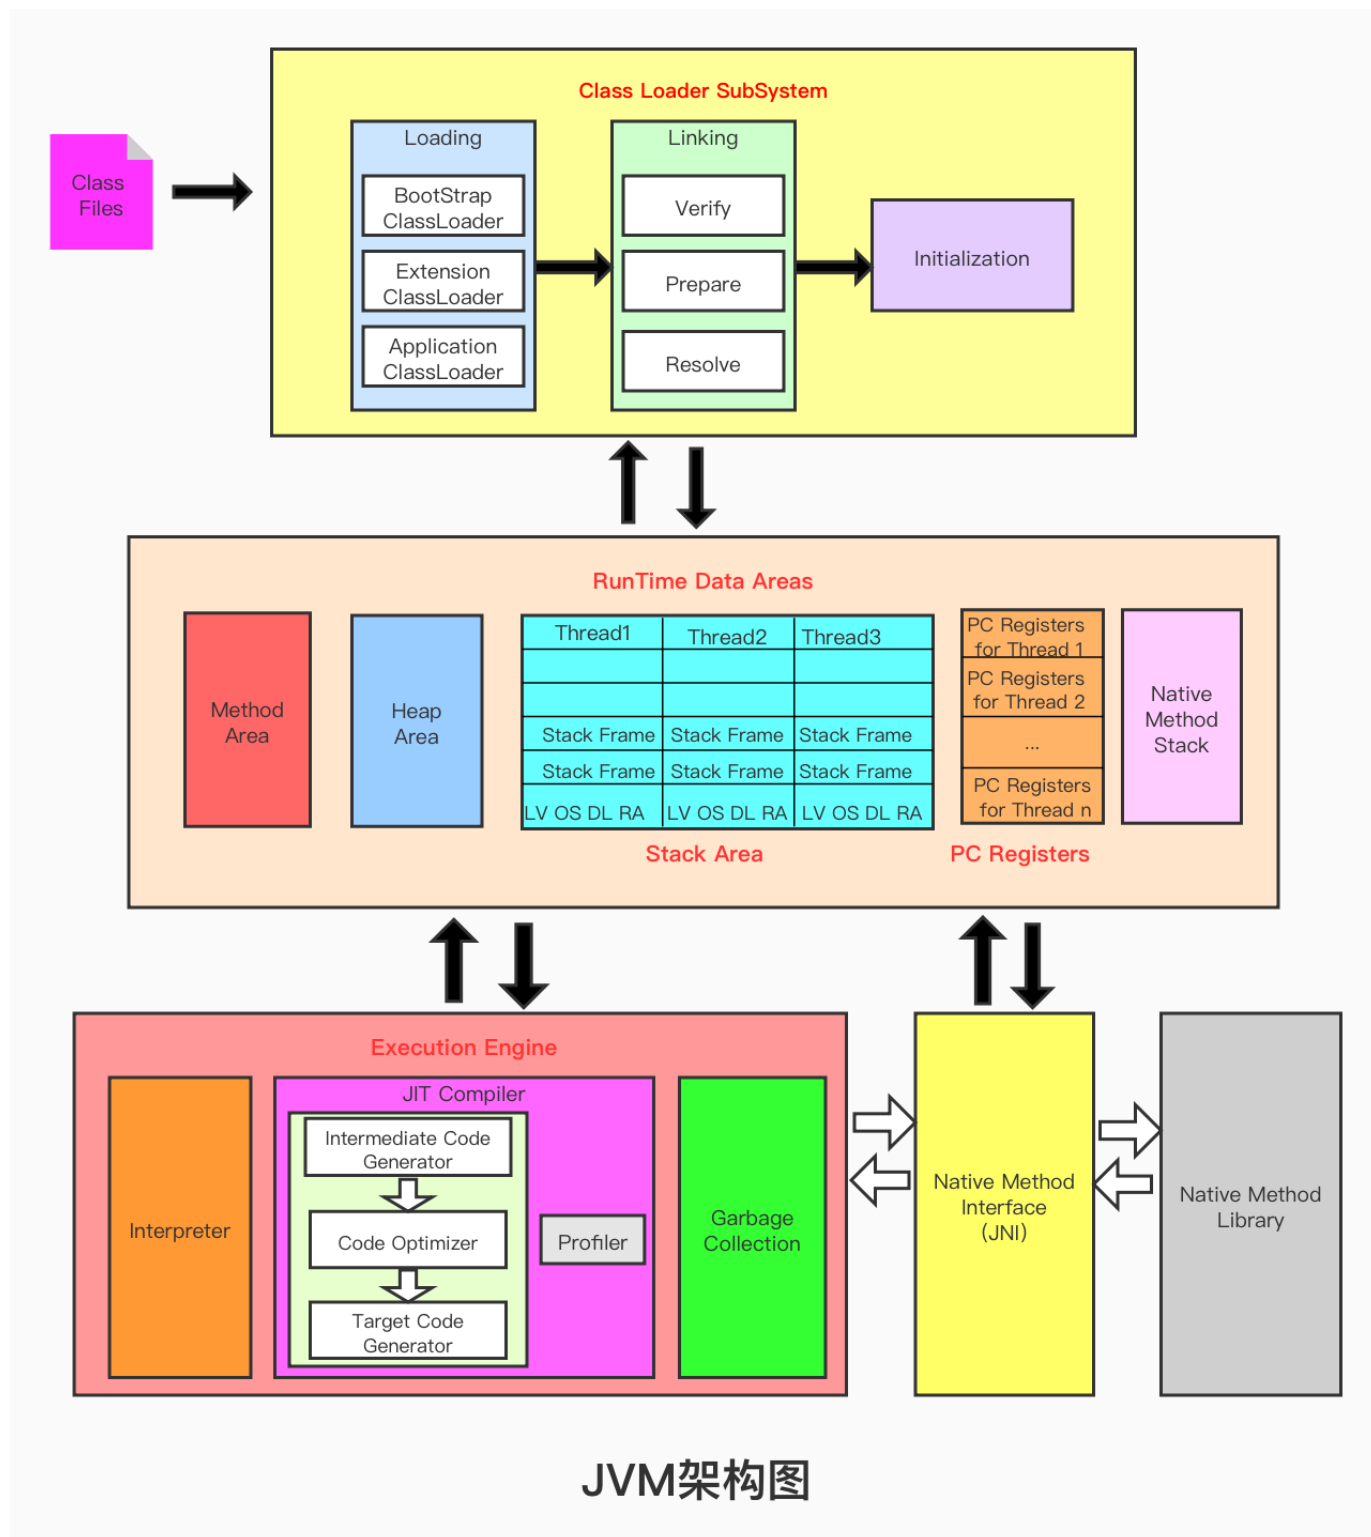 Class Loader SubSystem
Class
Files
Loading
BootStrap
ClassLoader
Extension
ClassLoader
Application
ClassLoader
Linking
Verify
Prepare
Resolve
Initialization
RunTime Data Areas
Method
Area
Heap
Area
Thread1
Thread2
Thread3
Stack Frame
Stack Frame
Stack Frame
Stack Frame
Stack Frame
Stack Frame
LV OS DL RA
LV OS DL RA
LV OS DL RA
Stack Area
PC Registers
for Thread 1
PC Registers
for Thread 2
...
PC Registers
for Thread n
PC Registers
Native
Method
Stack
Execution Engine
Interpreter
JIT Compiler
Intermediate Code
Generator
Code Optimizer
Target Code
Generator
Profiler
Garbage
Collection
Native Method
Interface
(JNI)
Native Method
Library
JVM架构图